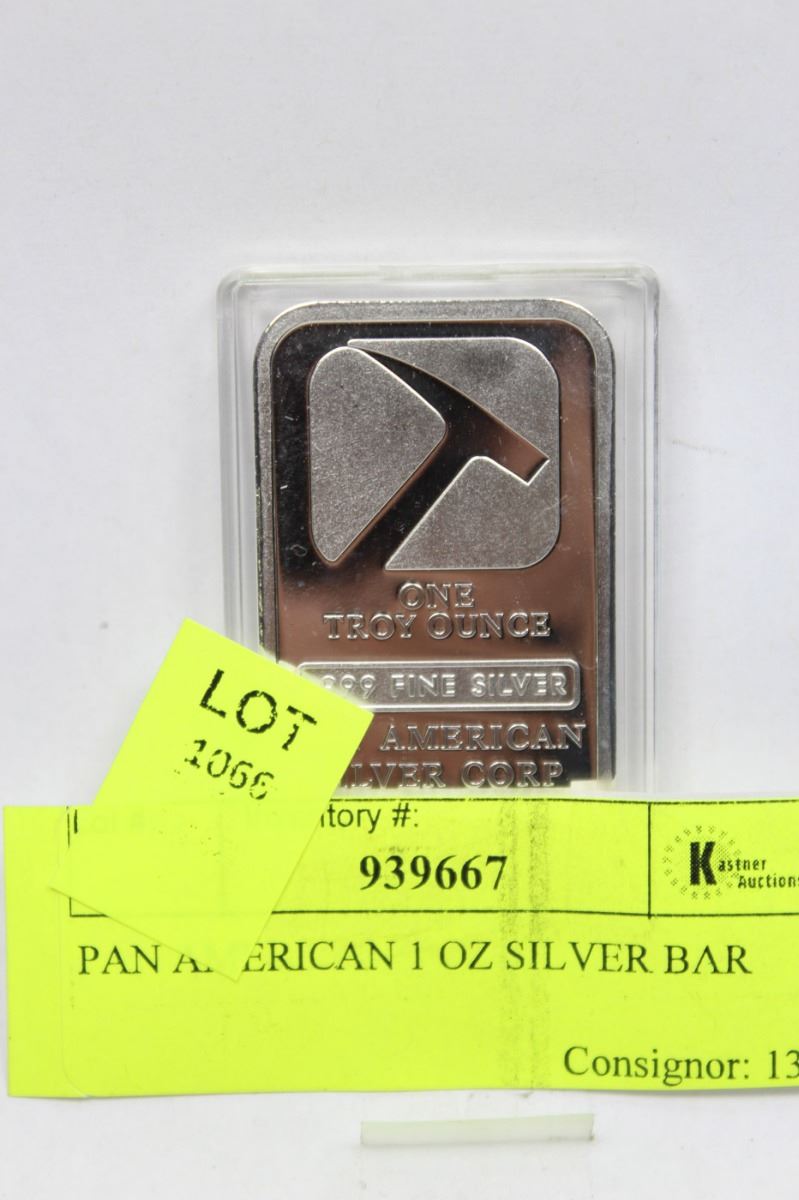 ONE
TROY OUNCE
999 FINE SILVER
AMERICAN
LVER CORP
LOT
1066
tory #:
939667
Kastner
Auctions
PAN AMERICAN 1 OZ SILVER BAR
Consignor: 13